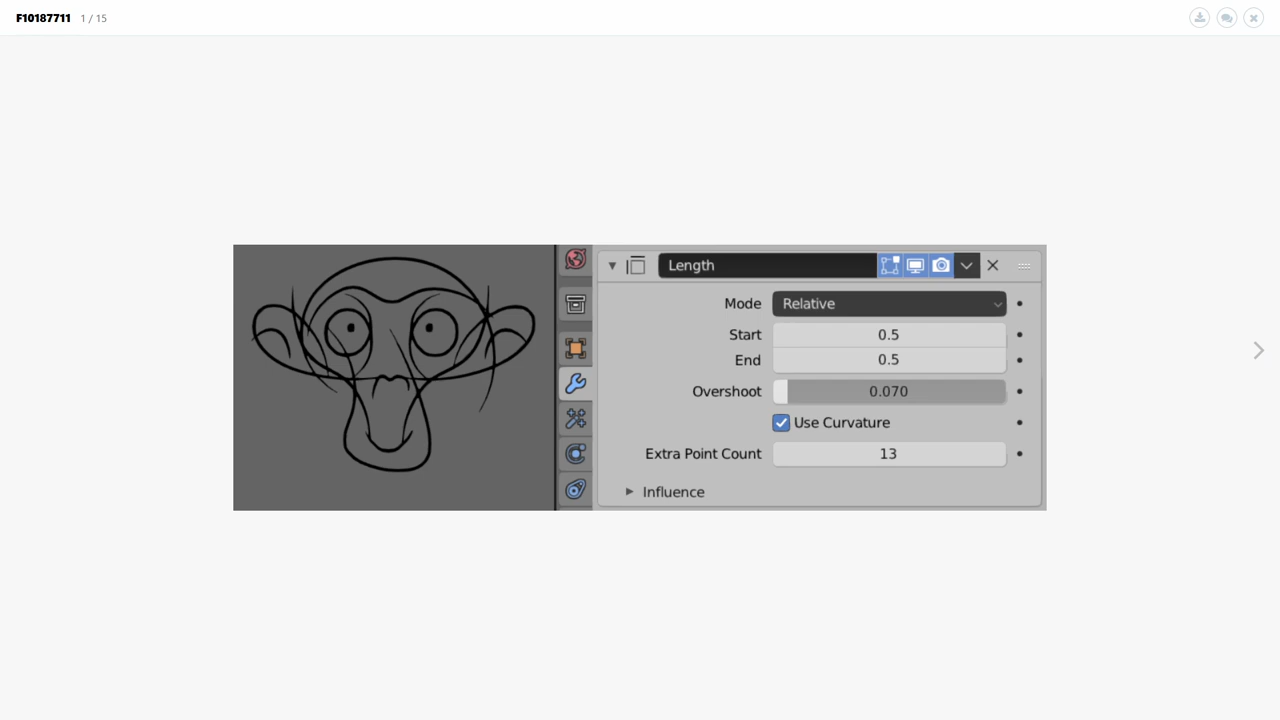 F10187711 1 / 15
Length
Mode Relative
Start 0.5
End 0.5
Overshoot 0.070
Use Curvature
Extra Point Count 13
Influence